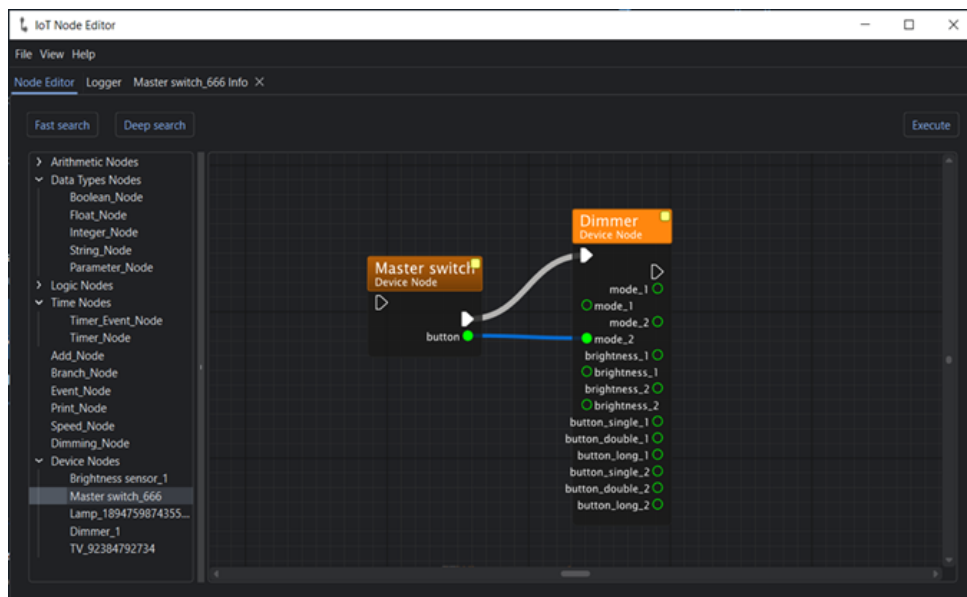 IoT Node Editor
File View Help
Node Editor Logger Master switch_666 Info
Fast search Deep search Execute
Arithmetic Nodes
Data Types Nodes
Boolean_Node
Float_Node
Integer_Node
String_Node
Parameter_Node
Logic Nodes
Time Nodes
Timer_Event_Node
Timer_Node
Add_Node
Branch_Node
Event_Node
Print_Node
Speed_Node
Dimming_Node
Device Nodes
Brightness sensor_1
Master switch_666
Lamp_1894759874355...
Dimmer_1
TV_92384792734
Master switch
Device Node
button
Dimmer
Device Node
mode_1
mode_1
mode_2
mode_2
brightness_1
brightness_1
brightness_2
brightness_2
button_single_1
button_double_1
button_long_1
button_single_2
button_double_2
button_long_2